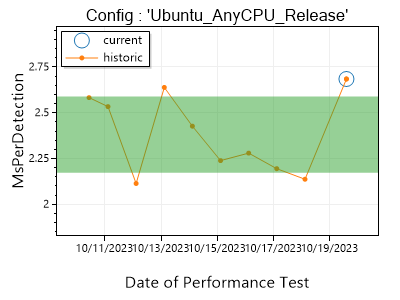 Config : 'Ubuntu_AnyCPU_Release'
current
historic
MsPerDetection
2.75
2.5
2.25
2
10/11/2023 10/13/2023 10/15/2023 10/17/2023 10/19/2023
Date of Performance Test